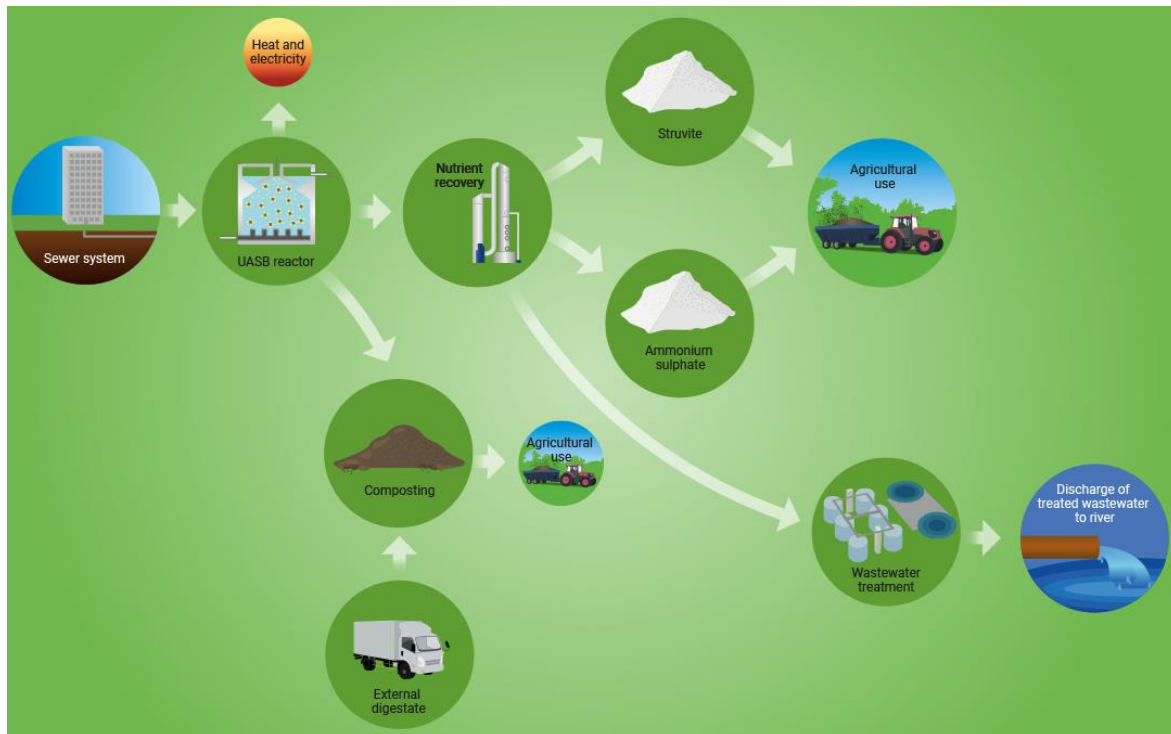 Heat and
electricity
Sewer system
UASB reactor
Nutrient
recovery
Struvite
Ammonium
sulphate
Agricultural
use
Composting
Agricultural
use
External
digestate
Wastewater
treatment
Discharge of
treated wastewater
to river